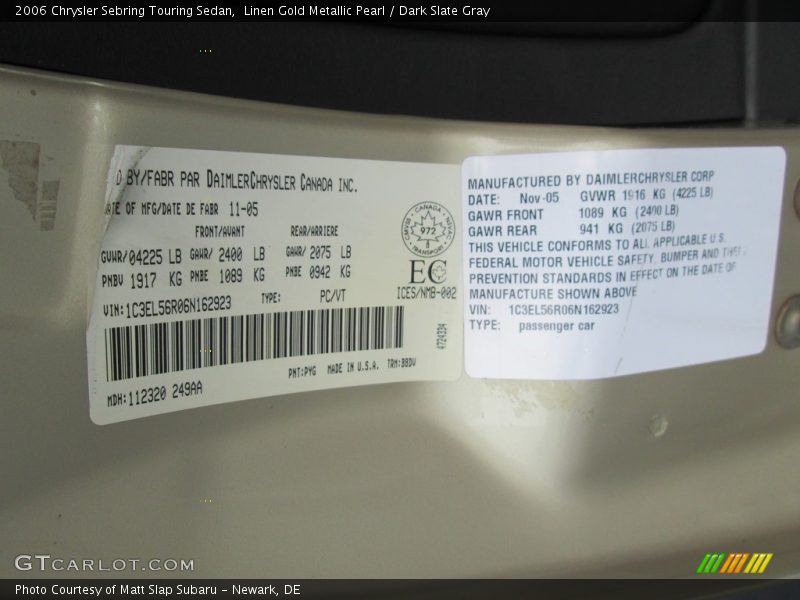 2006 Chrysler Sebring Touring Sedan,  Linen Gold Metallic Pearl / Dark Slate Gray
D BY/FABR PAR DAIMLERCHRYSLER CANADA INC.
ATE OF MFG/DATE DE FABR 11-05
FRONT/AVANT REAR/ARRIERE
GVWR/04225 LB GAWR/ 2400 LB GAWR/ 2075 LB
PNBV 1917 KG PNBE 1089 KG PNBE 0942 KG
VIN:1C3EL56R06N162923 TYPE: PC/VT
4724334
PNT:PYG MADE IN U.S.A. TRM:BBDV
MDH:112320 249AA
CANADA
972
TRANSPORT
EC
ICES/NMB-002
MANUFACTURED BY DAIMLERCHRYSLER CORP
DATE: Nov-05 GVWR 1916 KG (4225 LB)
GAWR FRONT 1089 KG (2400 LB)
GAWR REAR 941 KG (2075 LB)
THIS VEHICLE CONFORMS TO ALL APPLICABLE U.S.
FEDERAL MOTOR VEHICLE SAFETY, BUMPER AND THEFT
PREVENTION STANDARDS IN EFFECT ON THE DATE OF
MANUFACTURE SHOWN ABOVE
VIN: 1C3EL56R06N162923
TYPE: passenger car
GTCARLOT.COM
Photo Courtesy of Matt Slap Subaru - Newark, DE